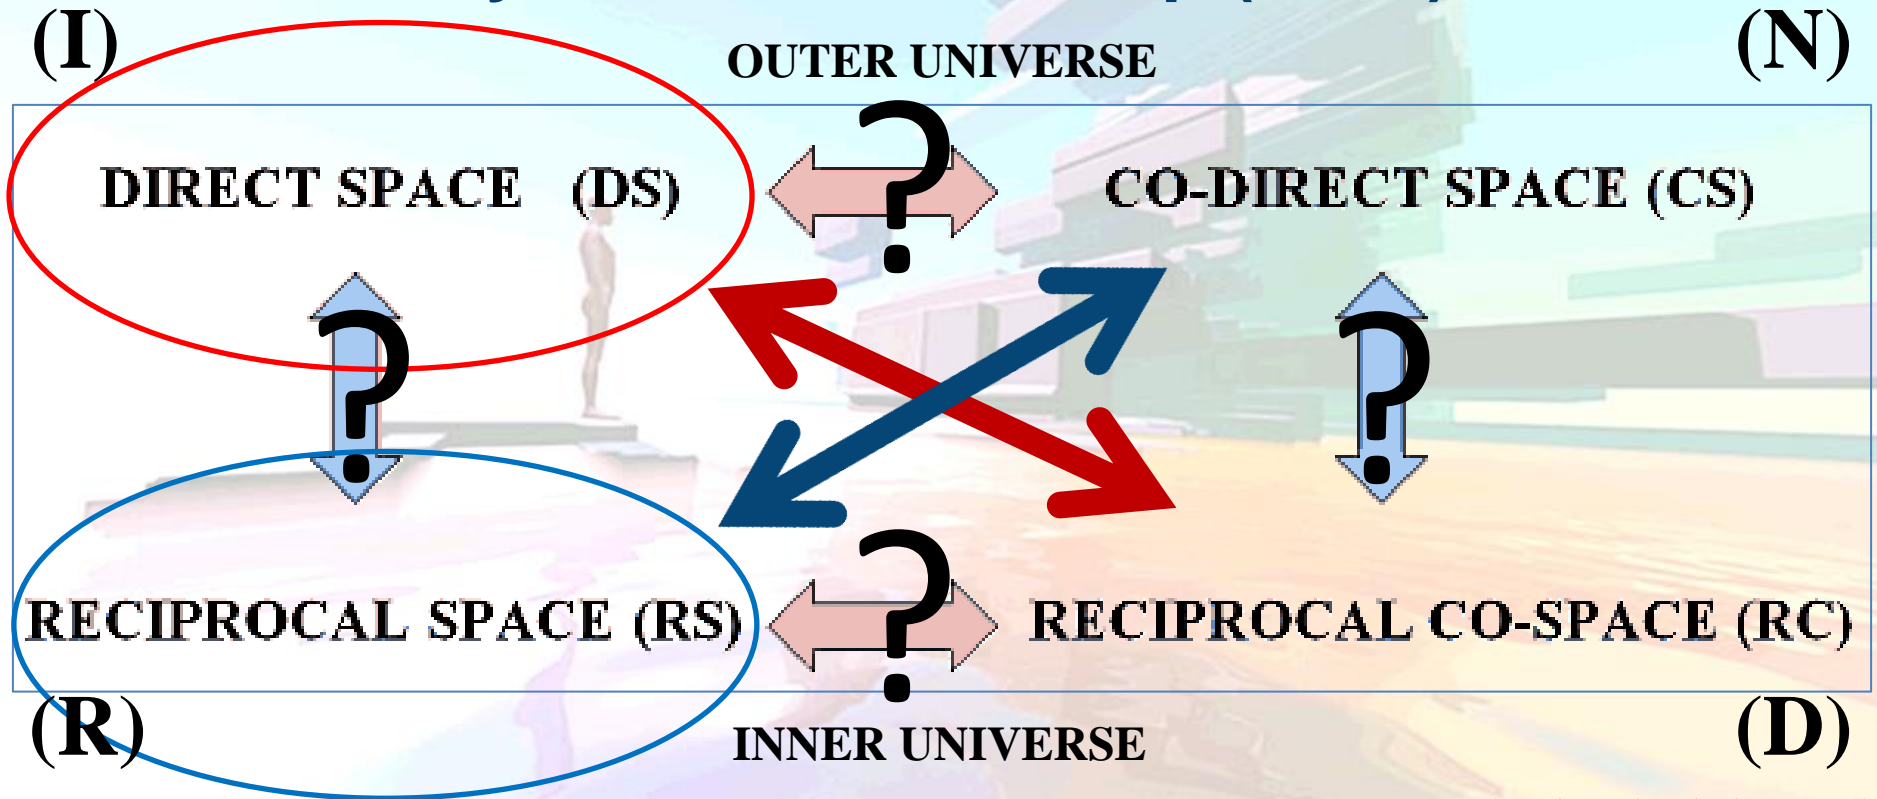 (I)
(N)
OUTER UNIVERSE
?
DIRECT SPACE (DS)
CO-DIRECT SPACE (CS)
?
?
?
RECIPROCAL SPACE (RS)
RECIPROCAL CO-SPACE (RC)
(R)
(D)
INNER UNIVERSE